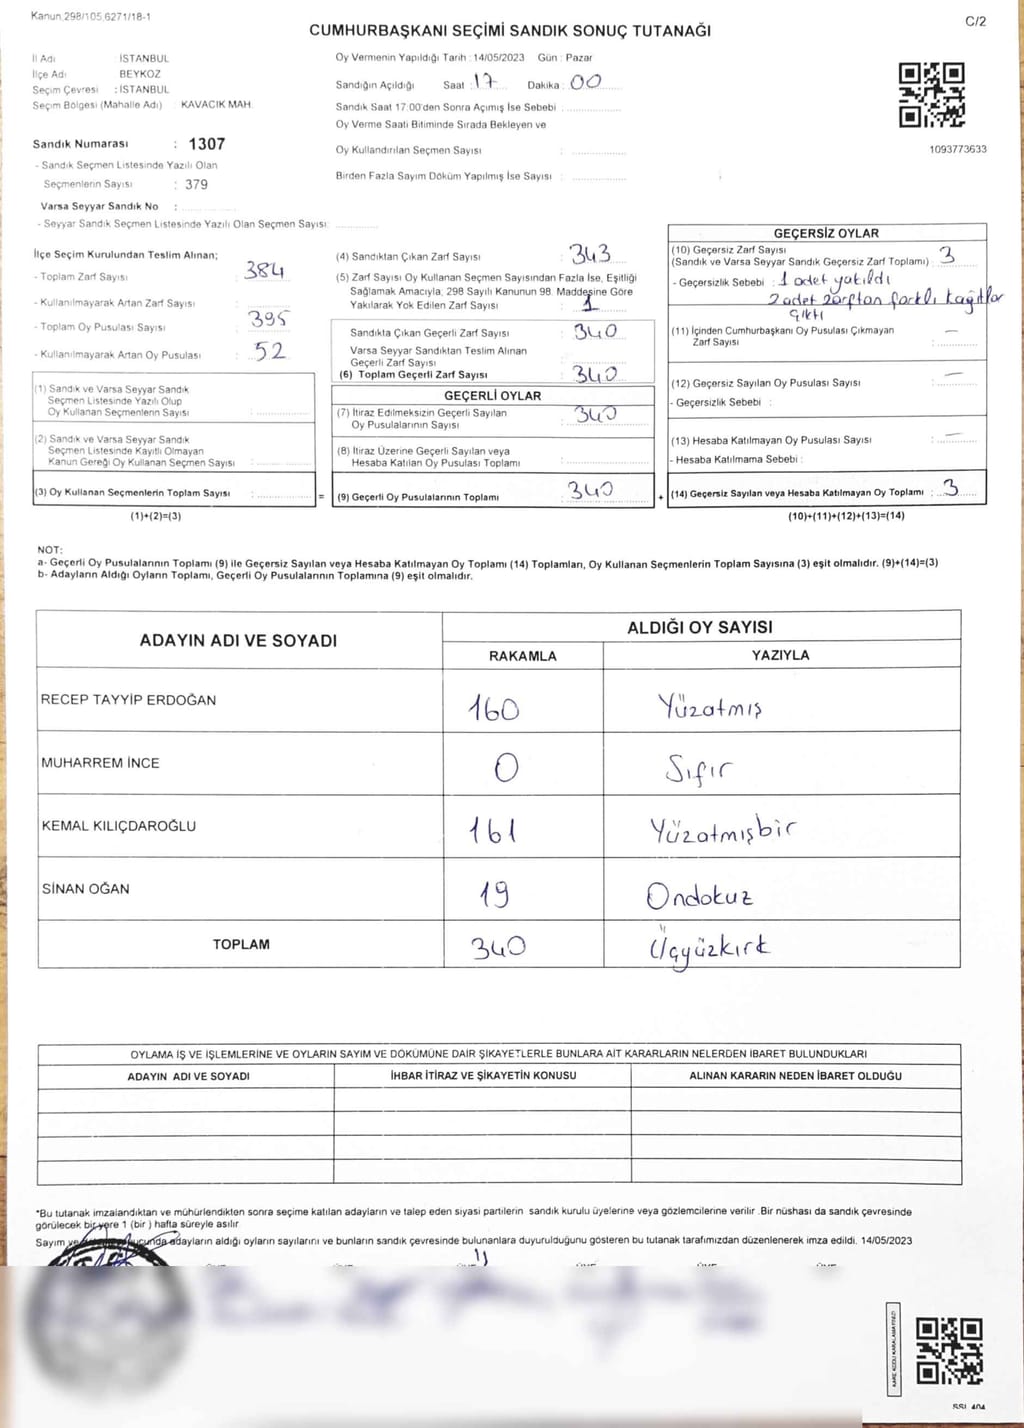 Kanun,298/105,6271/18-1
C/2
CUMHURBAŞKANI SEÇİMİ SANDIK SONUÇ TUTANAĞI
İl Adı : İSTANBUL
İlçe Adı : BEYKOZ
Seçim Çevresi : İSTANBUL
Seçim Bölgesi (Mahalle Adı) : KAVACIK MAH.
Oy Vermenin Yapıldığı Tarih : 14/05/2023 Gün : Pazar
Sandığın Açıldığı Saat : 17 Dakika : 00
Sandık Saat 17:00'den Sonra Açımış İse Sebebi :
Oy Verme Saati Bitiminde Sırada Bekleyen ve
Oy Kullandırılan Seçmen Sayısı :
Birden Fazla Sayım Döküm Yapılmış İse Sayısı :
1093773633
Sandık Numarası : 1307
- Sandık Seçmen Listesinde Yazılı Olan
Seçmenlerin Sayısı : 379
Varsa Seyyar Sandık No :
- Seyyar Sandık Seçmen Listesinde Yazılı Olan Seçmen Sayısı:
İlçe Seçim Kurulundan Teslim Alınan;
- Toplam Zarf Sayısı : 384
- Kullanılmayarak Artan Zarf Sayısı :
- Toplam Oy Pusulası Sayısı : 395
- Kullanılmayarak Artan Oy Pusulası : 52
(1) Sandık ve Varsa Seyyar Sandık
Seçmen Listesinde Yazılı Olup
Oy Kullanan Seçmenlerin Sayısı :
(2) Sandık ve Varsa Seyyar Sandık
Seçmen Listesinde Kayıtlı Olmayan
Kanun Gereği Oy Kullanan Seçmen Sayısı :
(3) Oy Kullanan Seçmenlerin Toplam Sayısı :
(1)+(2)=(3)
=
(4) Sandıktan Çıkan Zarf Sayısı : 343
(5) Zarf Sayısı Oy Kullanan Seçmen Sayısından Fazla İse, Eşitliği
Sağlamak Amacıyla; 298 Sayılı Kanunun 98. Maddesine Göre
Yakılarak Yok Edilen Zarf Sayısı : 1
Sandıkta Çıkan Geçerli Zarf Sayısı : 340
Varsa Seyyar Sandıktan Teslim Alınan
Geçerli Zarf Sayısı :
(6) Toplam Geçerli Zarf Sayısı : 340
GEÇERLİ OYLAR
(7) İtiraz Edilmeksizin Geçerli Sayılan : 340
Oy Pusulalarının Sayısı
(8) İtiraz Üzerine Geçerli Sayılan veya
Hesaba Katılan Oy Pusulası Toplamı :
(9) Geçerli Oy Pusulalarının Toplamı : 340
+
GEÇERSİZ OYLAR
(10) Geçersiz Zarf Sayısı
(Sandık ve Varsa Seyyar Sandık Geçersiz Zarf Toplamı) : 3
- Geçersizlik Sebebi : 1 adet yakıldı
2 adet zarftan farklı kağıtlar
çıktı
(11) İçinden Cumhurbaşkanı Oy Pusulası Çıkmayan
Zarf Sayısı : —
(12) Geçersiz Sayılan Oy Pusulası Sayısı : —
- Geçersizlik Sebebi :
(13) Hesaba Katılmayan Oy Pusulası Sayısı : —
- Hesaba Katılmama Sebebi :
(14) Geçersiz Sayılan veya Hesaba Katılmayan Oy Toplamı : 3
(10)+(11)+(12)+(13)=(14)
NOT:
a- Geçerli Oy Pusulalarının Toplamı (9) ile Geçersiz Sayılan veya Hesaba Katılmayan Oy Toplamı (14) Toplamları, Oy Kullanan Seçmenlerin Toplam Sayısına (3) eşit olmalıdır. (9)+(14)=(3)
b- Adayların Aldığı Oyların Toplamı, Geçerli Oy Pusulalarının Toplamına (9) eşit olmalıdır.
ADAYIN ADI VE SOYADI
ALDIĞI OY SAYISI
RAKAMLA YAZIYLA
RECEP TAYYİP ERDOĞAN 160 Yüzatmış
MUHARREM İNCE 0 Sıfır
KEMAL KILIÇDAROĞLU 161 Yüzatmışbir
SİNAN OĞAN 19 Ondokuz
TOPLAM 340 Üçyüzkırk
OYLAMA İŞ VE İŞLEMLERİNE VE OYLARIN SAYIM VE DÖKÜMÜNE DAİR ŞİKAYETLERLE BUNLARA AİT KARARLARIN NELERDEN İBARET BULUNDUKLARI
ADAYIN ADI VE SOYADI İHBAR İTİRAZ VE ŞİKAYETİN KONUSU ALINAN KARARIN NEDEN İBARET OLDUĞU
*Bu tutanak imzalandıktan ve mühürlendikten sonra seçime katılan adayların ve talep eden siyasi partilerin sandık kurulu üyelerine veya gözlemcilerine verilir .Bir nüshası da sandık çevresinde
görülecek bir yere 1 (bir ) hafta süreyle asılır
Sayım ve sonucunda adayların aldığı oyların sayılarını ve bunların sandık çevresinde bulunanlara duyurulduğunu gösteren bu tutanak tarafımızdan düzenlenerek imza edildi. 14/05/2023